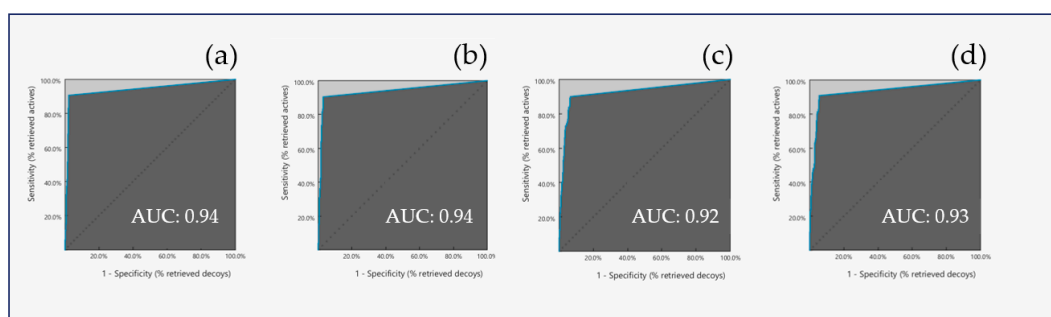 (a)
100.0%
80.0%
60.0%
40.0%
20.0%
Sensitivity (% retrieved actives)
AUC: 0.94
20.0% 40.0% 60.0% 80.0% 100.0%
1 - Specificity (% retrieved decoys)
(b)
100.0%
80.0%
60.0%
40.0%
20.0%
Sensitivity (% retrieved actives)
AUC: 0.94
20.0% 40.0% 60.0% 80.0% 100.0%
1 - Specificity (% retrieved decoys)
(c)
100.0%
80.0%
60.0%
40.0%
20.0%
Sensitivity (% retrieved actives)
AUC: 0.92
20.0% 40.0% 60.0% 80.0% 100.0%
1 - Specificity (% retrieved decoys)
(d)
100.0%
80.0%
60.0%
40.0%
20.0%
Sensitivity (% retrieved actives)
AUC: 0.93
20.0% 40.0% 60.0% 80.0% 100.0%
1 - Specificity (% retrieved decoys)